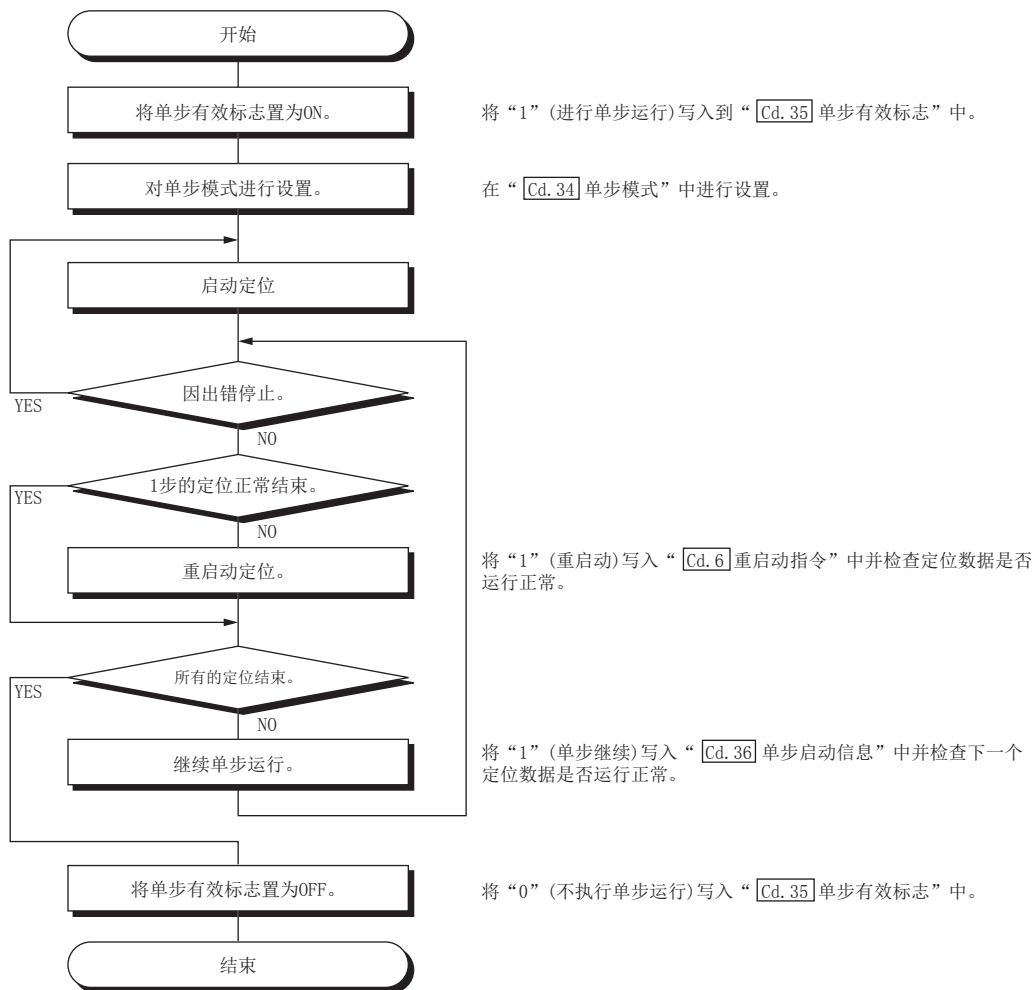 开始
将单步有效标志置为ON。
将“1”(进行单步运行)写入到“ Cd.35 单步有效标志”中。
对单步模式进行设置。
在“ Cd.34 单步模式”中进行设置。
启动定位
因出错停止。
YES
NO
1步的定位正常结束。
YES
NO
重启动定位。
将“1”(重启动)写入“ Cd.6 重启动指令”中并检查定位数据是否
运行正常。
所有的定位结束。
YES
NO
继续单步运行。
将“1”(单步继续)写入“ Cd.36 单步启动信息”中并检查下一个
定位数据是否运行正常。
将单步有效标志置为OFF。
将“0”(不执行单步运行)写入“ Cd.35 单步有效标志”中。
结束